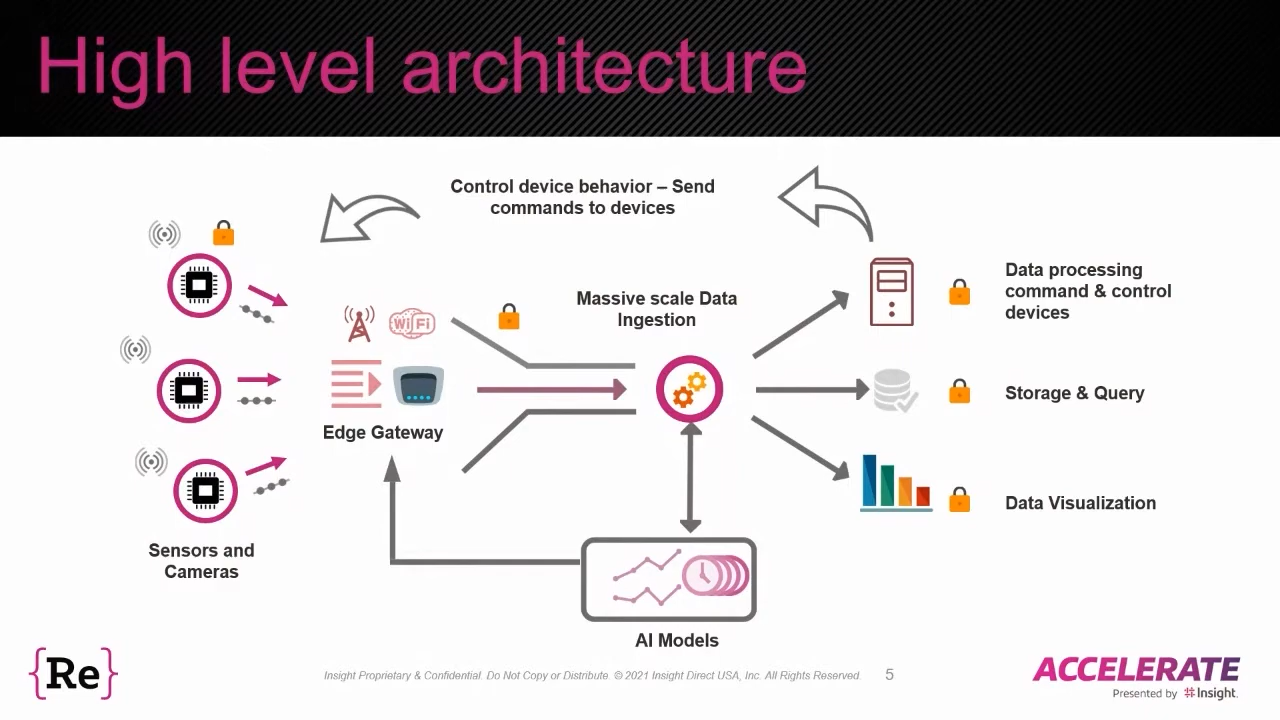 High level architecture
Control device behavior – Send
commands to devices
Massive scale Data
Ingestion
Data processing
command & control
devices
WiFi
Storage & Query
Edge Gateway
Data Visualization
Sensors and
Cameras
AI Models
{Re}
Insight Proprietary & Confidential. Do Not Copy or Distribute. © 2021 Insight Direct USA, Inc. All Rights Reserved.
5
ACCELERATE
Presented by Insight.